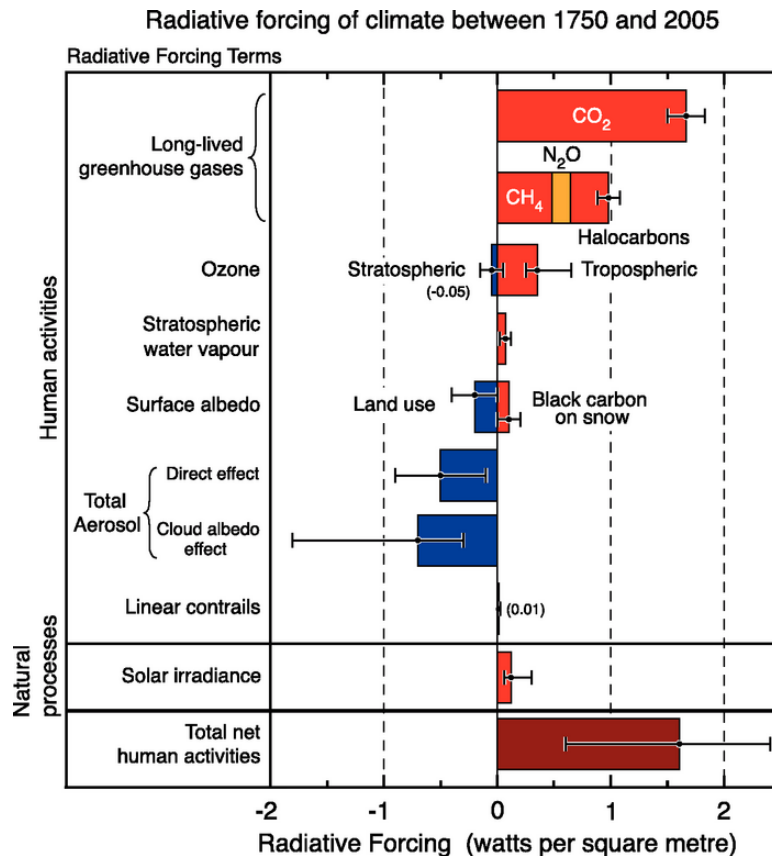 Radiative forcing of climate between 1750 and 2005
Radiative Forcing Terms
Human activities
Long-lived
greenhouse gases
CO₂
N₂O
CH₄
Halocarbons
Ozone
Stratospheric
(-0.05)
Tropospheric
Stratospheric
water vapour
Surface albedo
Land use
Black carbon
on snow
Total
Aerosol
Direct effect
Cloud albedo
effect
Linear contrails
(0.01)
Natural
processes
Solar irradiance
Total net
human activities
-2 -1 0 1 2
Radiative Forcing (watts per square metre)